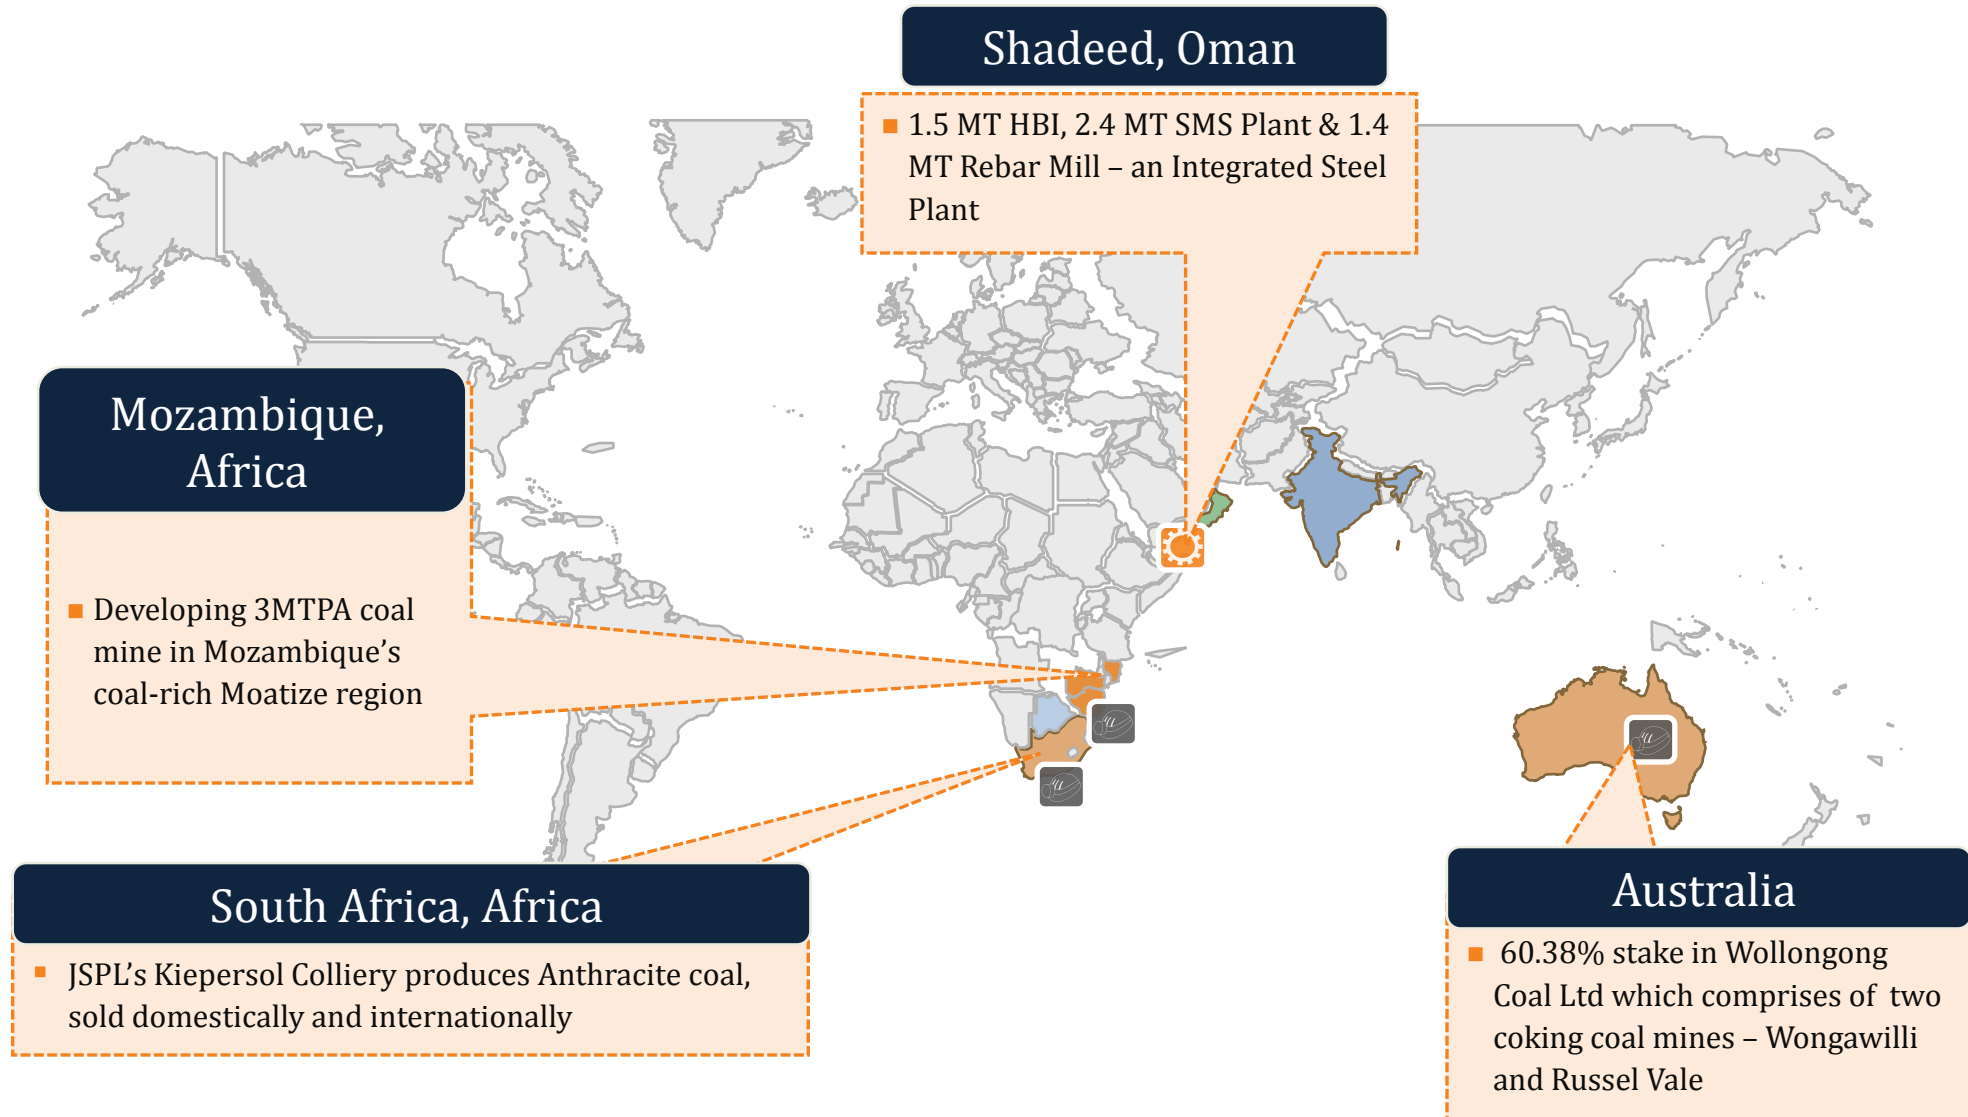 Shadeed, Oman
■ 1.5 MT HBI, 2.4 MT SMS Plant & 1.4
MT Rebar Mill – an Integrated Steel
Plant
Mozambique,
Africa
■ Developing 3MTPA coal
mine in Mozambique’s
coal-rich Moatize region
South Africa, Africa
■ JSPL’s Kiepersol Colliery produces Anthracite coal,
sold domestically and internationally
Australia
■ 60.38% stake in Wollongong
Coal Ltd which comprises of two
coking coal mines – Wongawilli
and Russel Vale